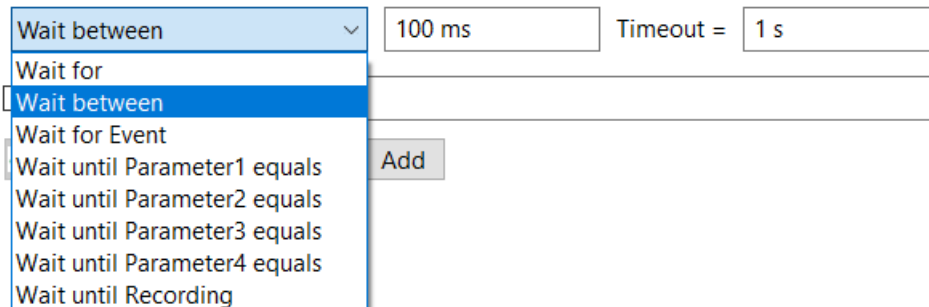 Wait between 100 ms Timeout = 1 s
Wait for
Wait between
Wait for Event
Wait until Parameter1 equals Add
Wait until Parameter2 equals
Wait until Parameter3 equals
Wait until Parameter4 equals
Wait until Recording